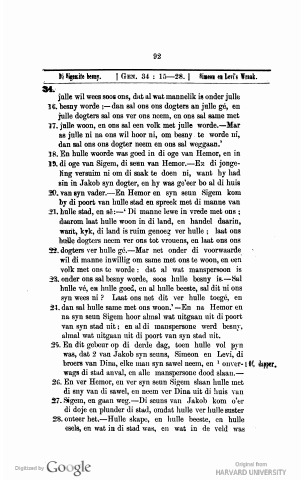 92
Di Sigemite besny. [ GEN. 34 : 15—28. ] Simeon en Levi's Wraak.
34.
julle wil wees soos ons, dat al wat mannelik is onder julle
16. besny worde :— dan sal ons ons dogters an julle gé, en
julle dogters sal ons ver ons neem, en ons sal same met
17. julle woon, en ons sal een volk met julle worde.—Mar
as julle ni na ons wil hoor ni, om besny te worde ni,
dan sal ons ons dogter neem en ons sal weggaan.'
18. En hulle woorde was goed in di oge van Hemor, en in
19. di oge van Sigem, di seun van Hemor.—En di jonge-
ling versuim ni om di saak te doen ni, want hy had
sin in Jakob syn dogter, en hy was ge'eer bo al di huis
20. van syn vader.—En Hemor en syn seun Sigem kom
by di poort van hulle stad en spreek met di manne van
21. hulle stad, en sê:—' Di manne lewe in vrede met ons ;
daarom laat hulle woon in di land, en handel daarin,
want, kyk, di land is ruim genoeg ver hulle ; laat ons
hulle dogters neem ver ons tot vrouens, en laat ons ons
22. dogters ver hulle gé.—Mar net onder di voorwaarde
wil di manne inwillig om same met ons te woon, en een
volk met ons te worde : dat al wat manspersoon is
23. onder ons sal besny worde, soos hulle besny is.—Sal
hulle vé, en hulle goed, en al hulle beeste, sal dit ni ons
syn wees ni ? Laat ons net dit ver hulle toegé, en
24. dan sal hulle same met ons woon.'—En na Hemor en
na syn seun Sigem hoor almal wat uitgaan uit di poort
van syn stad uit ; en al di manspersone werd besny,
almal wat uitgaan uit di poort van syn stad uit.
25. En dit gebeur op di derde dag, toen hulle vol pyn
was, dat 2 van Jakob syn seuns, Simeon en Levi, di
broers van Dina, elke man syn swaard neem, en ¹ onver- ¹ Of, dapper.
wags di stad anval, en alle manspersone dood slaan.—
26. En ver Hemor, en ver syn seun Sigem slaan hulle met
di sny van di sawel, en neem ver Dina uit di huis van
27. Sigem, en gaan weg.—Di seuns van Jakob kom o'er
di doje en plunder di stad, omdat hulle ver hulle suster
28. onteer het.—Hulle skape, en hulle beeste, en hulle
esels, en wat in di stad was, en wat in de veld was
Digitized by Google
Original from
HARVARD UNIVERSITY